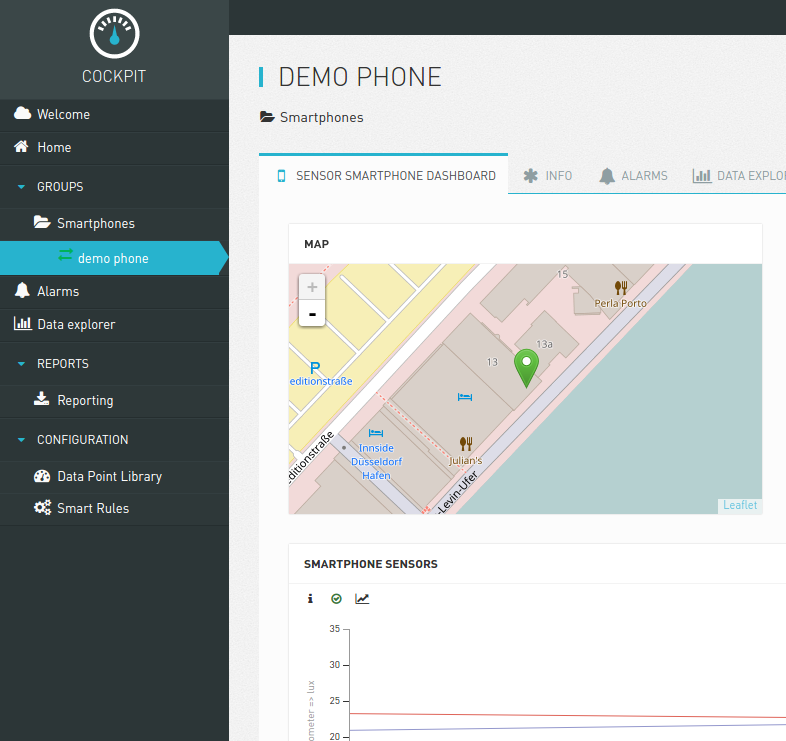 COCKPIT
Welcome
Home
GROUPS
Smartphones
demo phone
Alarms
Data explorer
REPORTS
Reporting
CONFIGURATION
Data Point Library
Smart Rules
DEMO PHONE
Smartphones
SENSOR SMARTPHONE DASHBOARD
INFO
ALARMS
DATA EXPLO
MAP
+
-
15
Perla Porto
13a
13
P
editionstraße
Innside
Düsseldorf
Hafen
Julian's
editionstraße
-Levin-Ufer
Leaflet
SMARTPHONE SENSORS
35
30
25
20
ometer => lux